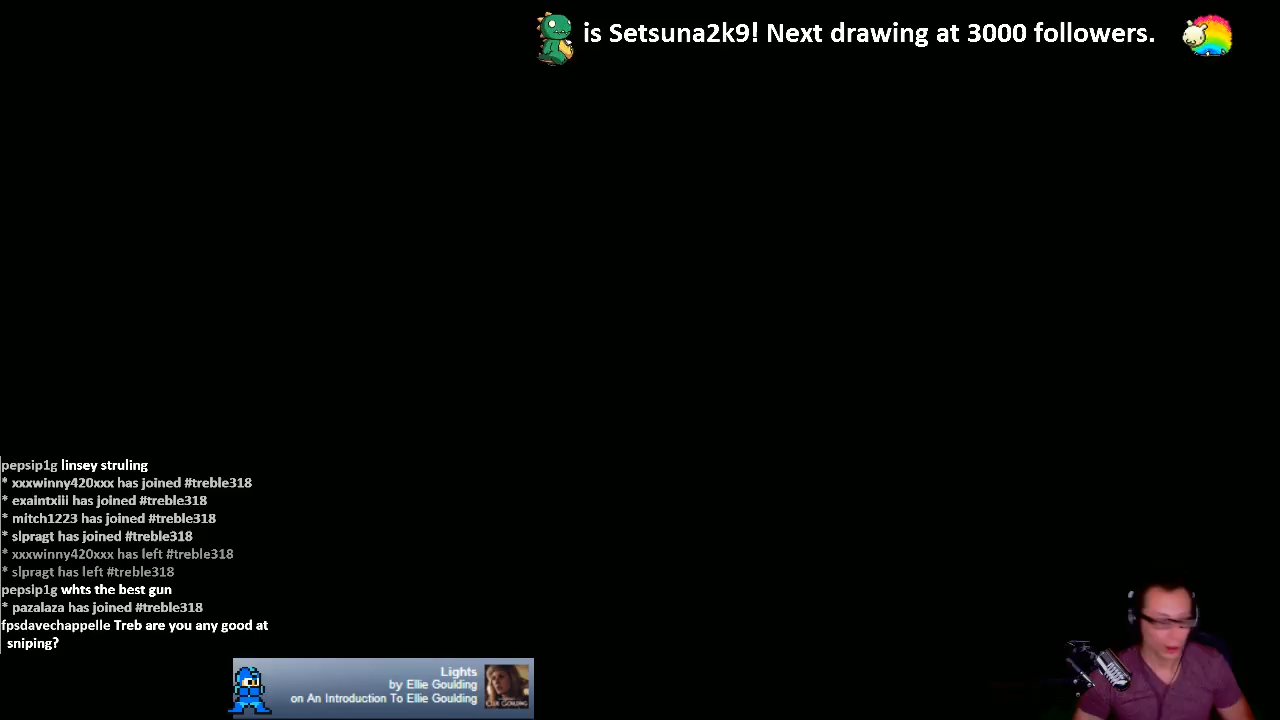 is Setsuna2k9! Next drawing at 3000 followers.
pepsip1g linsey struling
* xxxwinny420xxx has joined #treble318
* exaintxiii has joined #treble318
* mitch1223 has joined #treble318
* slpragt has joined #treble318
* xxxwinny420xxx has left #treble318
* slpragt has left #treble318
pepsip1g whts the best gun
* pazalaza has joined #treble318
fpsdavechappelle Treb are you any good at
sniping?
Lights
by Ellie Goulding
on An Introduction To Ellie Goulding
ELLIE GOULDING